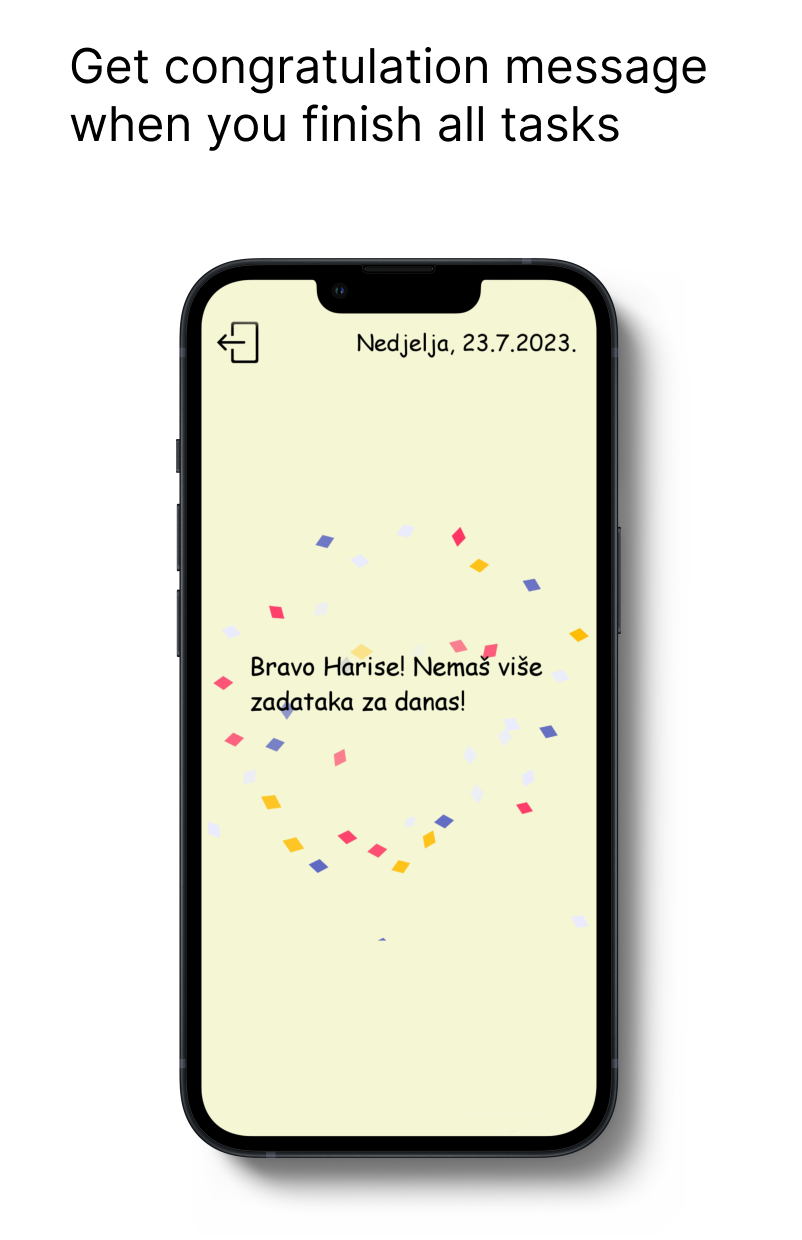 Get congratulation message
when you finish all tasks
Nedjelja, 23.7.2023.
Bravo Harise! Nemaš više
zadataka za danas!